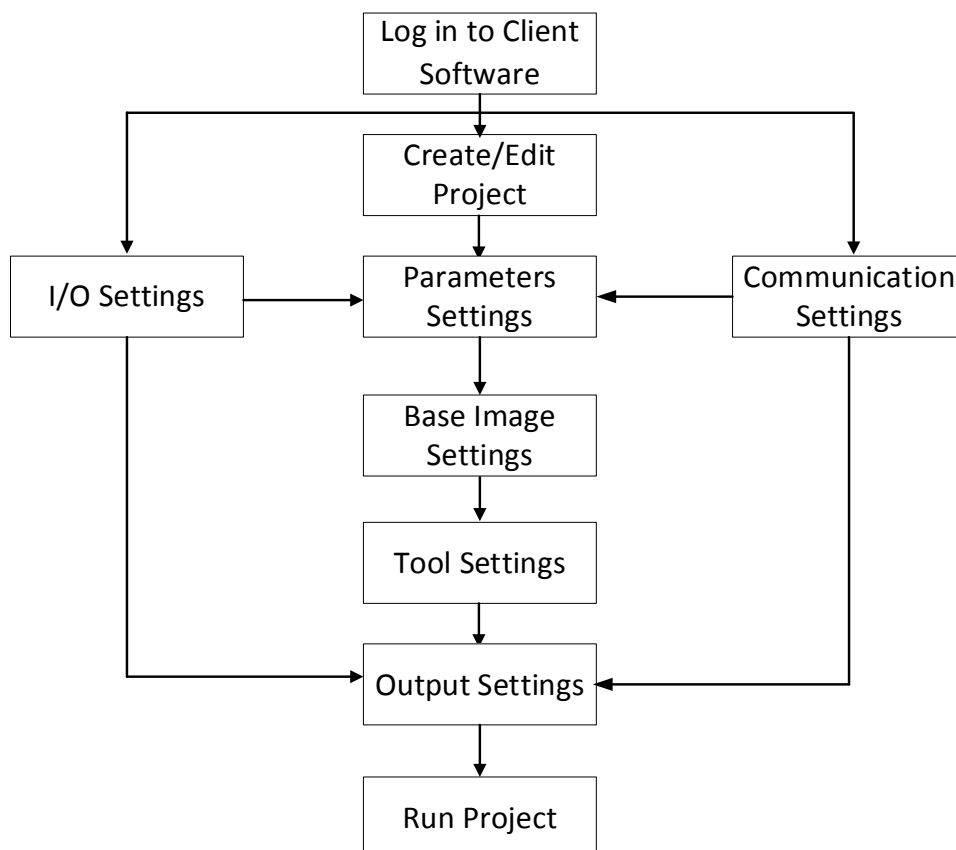 Log in to Client
Software
Create/Edit
Project
I/O Settings
Parameters
Settings
Communication
Settings
Base Image
Settings
Tool Settings
Output Settings
Run Project